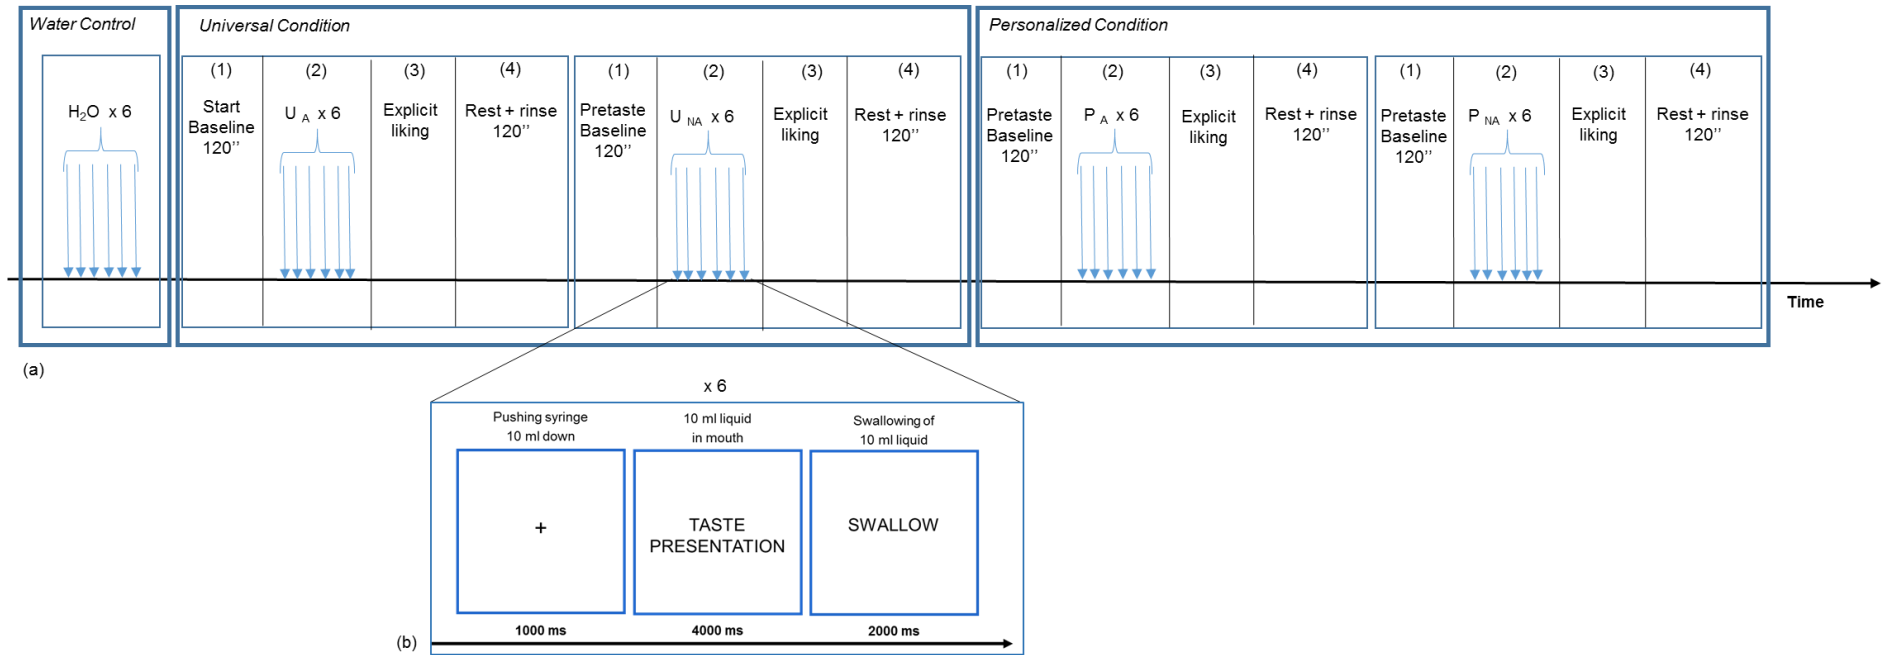 Water Control
H2O x 6
Universal Condition
(1)
Start
Baseline
120’’
(2)
U A x 6
(3)
Explicit
liking
(4)
Rest + rinse
120’’
(1)
Pretaste
Baseline
120’’
(2)
U NA x 6
(3)
Explicit
liking
(4)
Rest + rinse
120’’
Personalized Condition
(1)
Pretaste
Baseline
120’’
(2)
P A x 6
(3)
Explicit
liking
(4)
Rest + rinse
120’’
(1)
Pretaste
Baseline
120’’
(2)
P NA x 6
(3)
Explicit
liking
(4)
Rest + rinse
120’’
Time
(a)
x 6
Pushing syringe
10 ml down
+
1000 ms
10 ml liquid
in mouth
TASTE
PRESENTATION
4000 ms
Swallowing of
10 ml liquid
SWALLOW
2000 ms
(b)